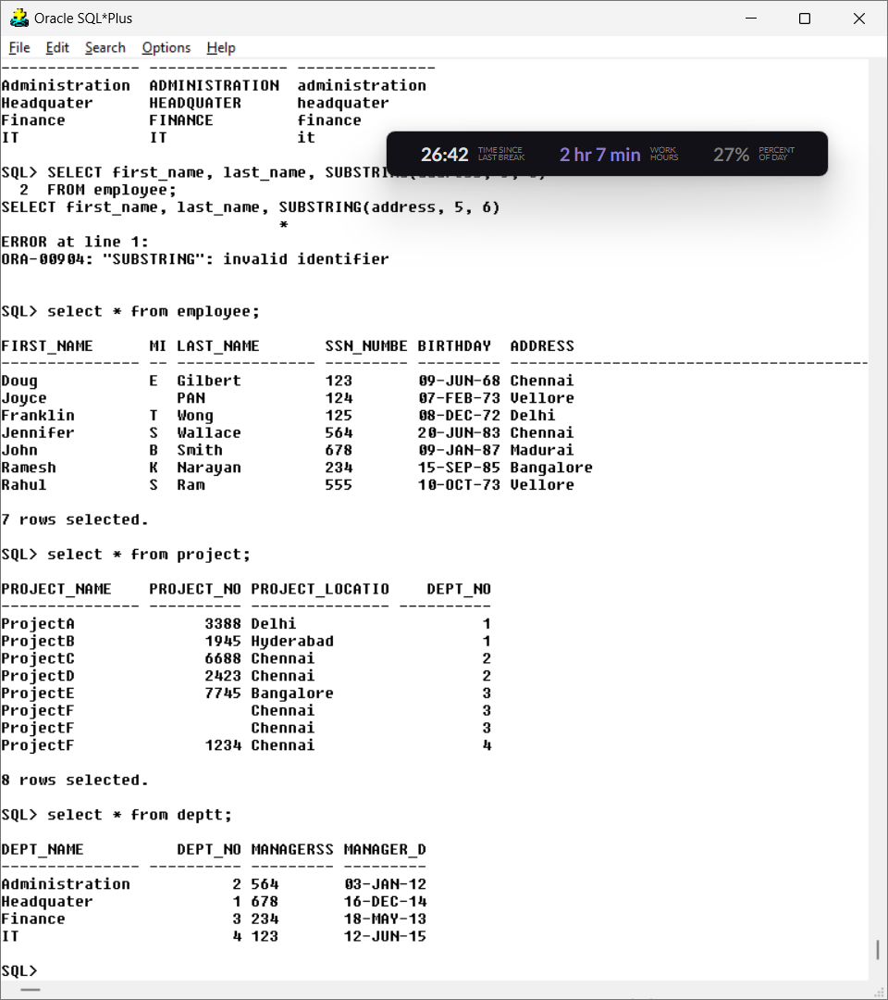 Oracle SQL*Plus
File Edit Search Options Help
--------------- --------------- ---------------
Administration  ADMINISTRATION  administration
Headquater      HEADQUATER      headquater
Finance         FINANCE         finance
IT              IT              it
26:42 TIME SINCE LAST BREAK 2 hr 7 min WORK HOURS 27% PERCENT OF DAY
SQL> SELECT first_name, last_name,
  2  FROM employee;
SELECT first_name, last_name, SUBSTRING(address, 5, 6)
                              *
ERROR at line 1:
ORA-00904: "SUBSTRING": invalid identifier
SQL> select * from employee;
FIRST_NAME      MI LAST_NAME       SSN_NUMBE BIRTHDAY  ADDRESS
--------------- -- --------------- --------- --------- ---------------------------------------
Doug            E  Gilbert         123       09-JUN-68 Chennai
Joyce              PAN             124       07-FEB-73 Vellore
Franklin        T  Wong            125       08-DEC-72 Delhi
Jennifer        S  Wallace         564       20-JUN-83 Chennai
John            B  Smith           678       09-JAN-87 Madurai
Ramesh          K  Narayan         234       15-SEP-85 Bangalore
Rahul           S  Ram             555       10-OCT-73 Vellore
7 rows selected.
SQL> select * from project;
PROJECT_NAME    PROJECT_NO PROJECT_LOCATIO    DEPT_NO
--------------- ---------- --------------- ----------
ProjectA              3388 Delhi                    1
ProjectB              1945 Hyderabad                1
ProjectC              6688 Chennai                  2
ProjectD              2423 Chennai                  2
ProjectE              7745 Bangalore                3
ProjectF                   Chennai                  3
ProjectF                   Chennai                  3
ProjectF              1234 Chennai                  4
8 rows selected.
SQL> select * from deptt;
DEPT_NAME          DEPT_NO MANAGERSS MANAGER_D
--------------- ---------- --------- ---------
Administration           2 564       03-JAN-12
Headquater               1 678       16-DEC-14
Finance                  3 234       18-MAY-13
IT                       4 123       12-JUN-15
SQL>